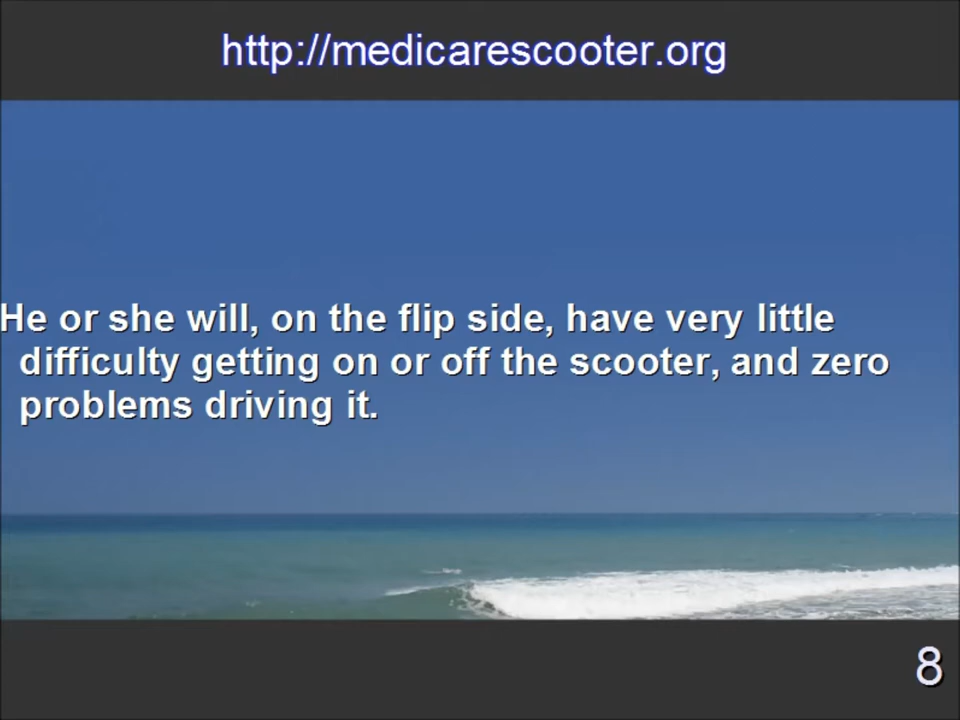 http://medicarescooter.org
He or she will, on the flip side, have very little
difficulty getting on or off the scooter, and zero
problems driving it.
8